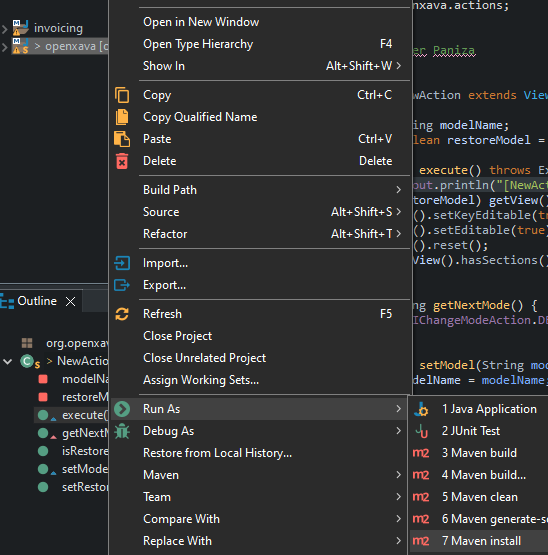 xava.actions;
invoicing
> openxava [c
Open in New Window
Open Type Hierarchy F4
er Paniza
Show In Alt+Shift+W >
wAction extends View
Copy Ctrl+C
Copy Qualified Name
ing modelName;
Paste Ctrl+V
lean restoreModel =
Delete Delete
execute() throws Ex
Build Path >
out.println("[NewAct
toreModel) getView()
Source Alt+Shift+S >
().setKeyEditable(tr
Refactor Alt+Shift+T >
().setEditable(true)
().reset();
Import...
View().hasSections()
Export...
Outline
Refresh F5
ng getNextMode() {
Close Project
IChangeModeAction.DE
org.openxava
Close Unrelated Project
> NewAction
setModel(String mod
modelNa
Assign Working Sets...
delName = modelName;
restoreM
Run As >
1 Java Application
execute(
Debug As >
2 JUnit Test
getNextM
Restore from Local History...
3 Maven build
isRestore
Maven >
4 Maven build...
setMode
Team >
5 Maven clean
setRestor
Compare With >
6 Maven generate-so
Replace With >
7 Maven install